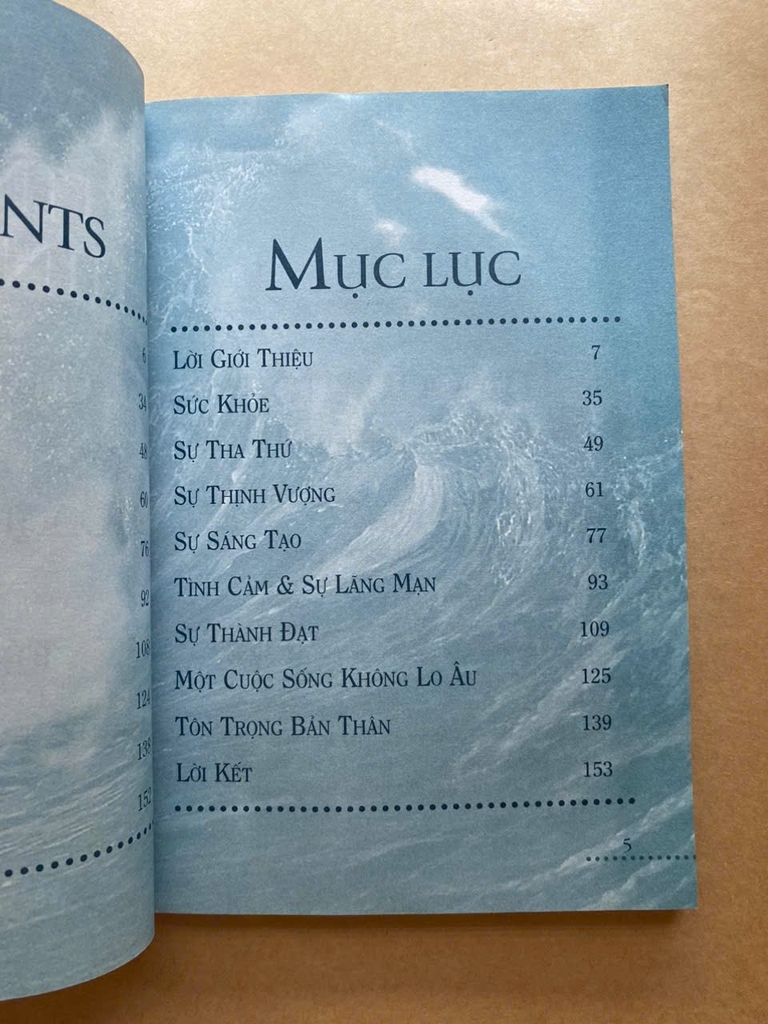 NTS
6
34
48
60
76
92
108
124
138
152
Mục lục
Lời Giới Thiệu 7
Sức Khỏe 35
Sự Tha Thứ 49
Sự Thịnh Vượng 61
Sự Sáng Tạo 77
Tình Cảm & Sự Lãng Mạn 93
Sự Thành Đạt 109
Một Cuộc Sống Không Lo Âu 125
Tôn Trọng Bản Thân 139
Lời Kết 153
5